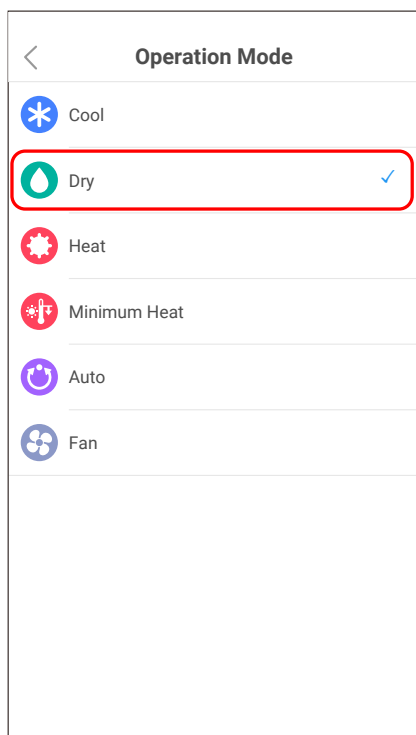 Operation Mode
Cool
Dry
Heat
Minimum Heat
Auto
Fan